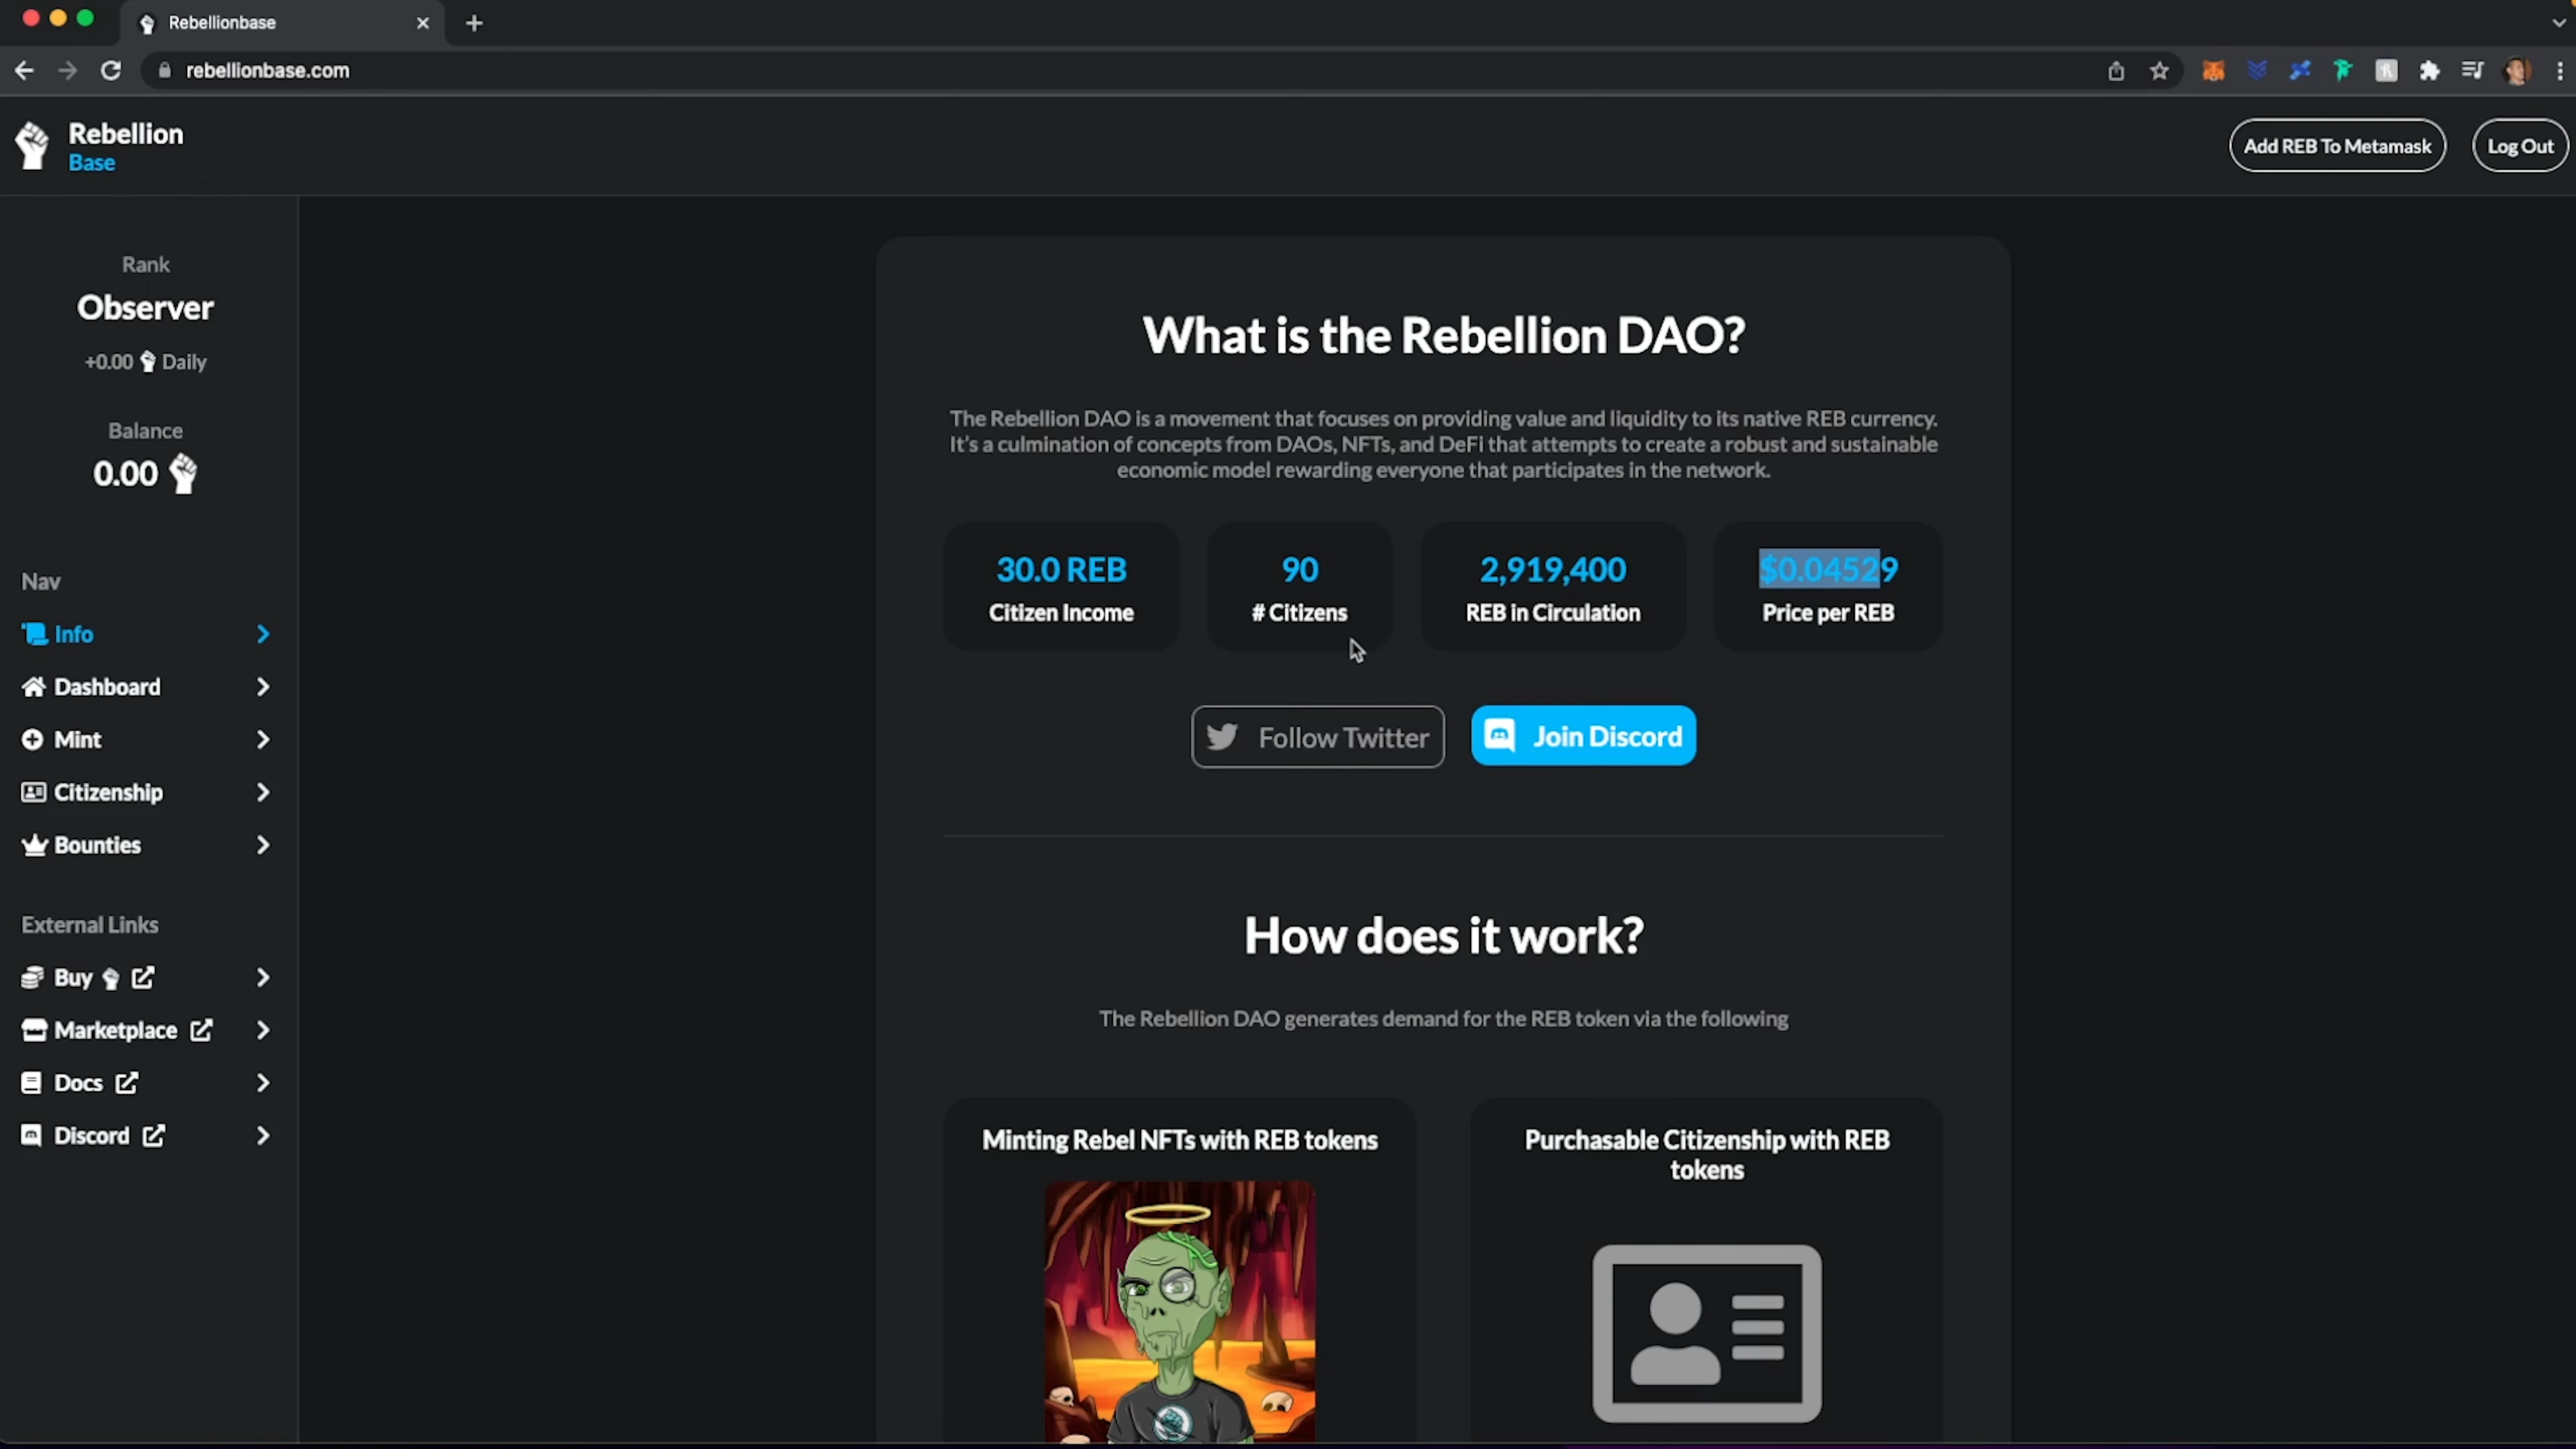 Rebellionbase
rebellionbase.com
Rebellion
Base
Add REB To Metamask
Log Out
Rank
Observer
+0.00 Daily
Balance
0.00
Nav
Info
Dashboard
Mint
Citizenship
Bounties
External Links
Buy
Marketplace
Docs
Discord
What is the Rebellion DAO?
The Rebellion DAO is a movement that focuses on providing value and liquidity to its native REB currency.
It's a culmination of concepts from DAOs, NFTs, and DeFi that attempts to create a robust and sustainable
economic model rewarding everyone that participates in the network.
30.0 REB
Citizen Income
90
# Citizens
2,919,400
REB in Circulation
$0.04529
Price per REB
Follow Twitter
Join Discord
How does it work?
The Rebellion DAO generates demand for the REB token via the following
Minting Rebel NFTs with REB tokens
Purchasable Citizenship with REB
tokens